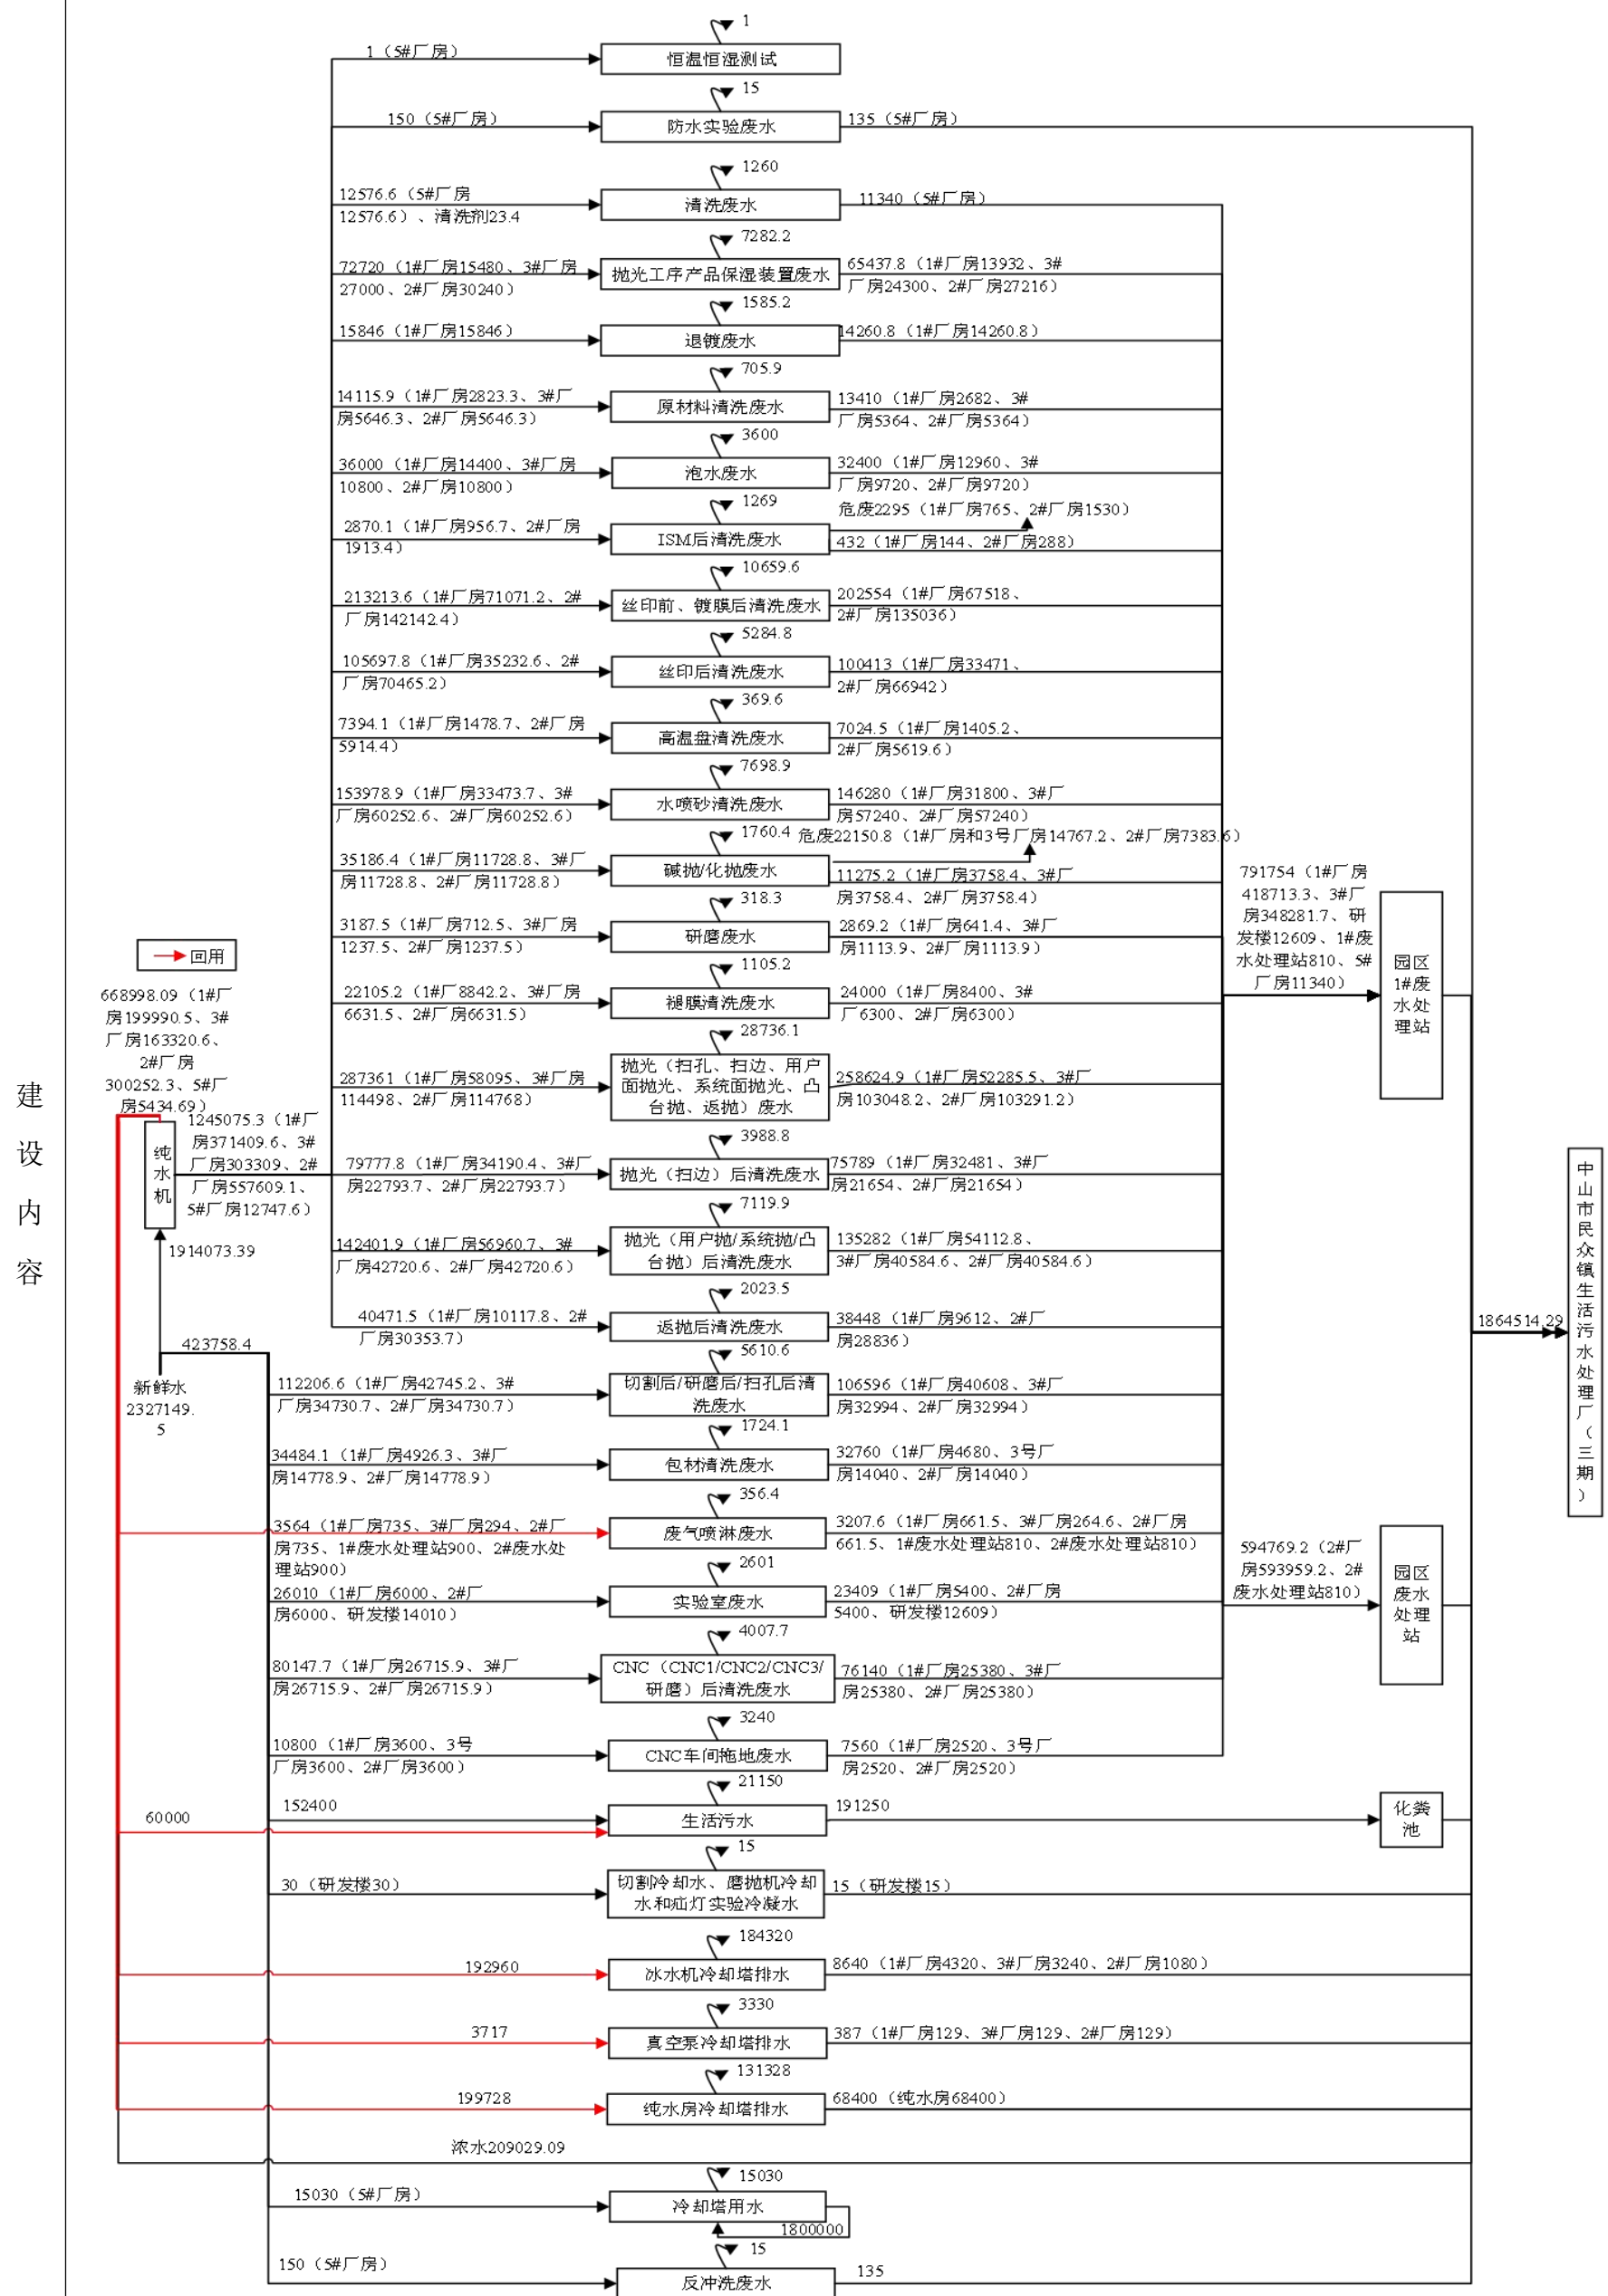 1
1（5#厂房）
恒温恒湿测试
15
150（5#厂房）
防水实验废水
135（5#厂房）
1260
12576.6（5#厂房
12576.6）、清洗剂23.4
清洗废水
11340（5#厂房）
7282.2
72720（1#厂房15480、3#厂房
27000、2#厂房30240）
抛光工序产品保湿装置废水
65437.8（1#厂房13932、3#
厂房24300、2#厂房27216）
1585.2
15846（1#厂房15846）
退镀废水
14260.8（1#厂房14260.8）
705.9
14115.9（1#厂房2823.3、3#厂
房5646.3、2#厂房5646.3）
原材料清洗废水
13410（1#厂房2682、3#
厂房5364、2#厂房5364）
3600
36000（1#厂房14400、3#厂房
10800、2#厂房10800）
泡水废水
32400（1#厂房12960、3#
厂房9720、2#厂房9720）
1269
2870.1（1#厂房956.7、2#厂房
1913.4）
ISM后清洗废水
危废2295（1#厂房765、2#厂房1530）
432（1#厂房144、2#厂房288）
10659.6
213213.6（1#厂房71071.2、2#
厂房142142.4）
丝印前、镀膜后清洗废水
202554（1#厂房67518、
2#厂房135036）
5284.8
105697.8（1#厂房35232.6、2#
厂房70465.2）
丝印后清洗废水
100413（1#厂房33471、
2#厂房66942）
369.6
7394.1（1#厂房1478.7、2#厂房
5914.4）
高温盘清洗废水
7024.5（1#厂房1405.2、
2#厂房5619.6）
7698.9
153978.9（1#厂房33473.7、3#
厂房60252.6、2#厂房60252.6）
水喷砂清洗废水
146280（1#厂房31800、3#厂
房57240、2#厂房57240）
1760.4
35186.4（1#厂房11728.8、3#厂
房11728.8、2#厂房11728.8）
碱抛/化抛废水
危废22150.8（1#厂房和3号厂房14767.2、2#厂房7383.6）
11275.2（1#厂房3758.4、3#厂
房3758.4、2#厂房3758.4）
318.3
3187.5（1#厂房712.5、3#厂房
1237.5、2#厂房1237.5）
研磨废水
2869.2（1#厂房641.4、3#厂
房1113.9、2#厂房1113.9）
1105.2
22105.2（1#厂房8842.2、3#厂房
6631.5、2#厂房6631.5）
褪膜清洗废水
24000（1#厂房8400、3#
厂6300、2#厂房6300）
28736.1
287361（1#厂房58095、3#厂房
114498、2#厂房114768）
抛光（扫孔、扫边、用户
面抛光、系统面抛光、凸
台抛、返抛）废水
258624.9（1#厂房52285.5、3#厂
房103048.2、2#厂房103291.2）
3988.8
79777.8（1#厂房34190.4、3#厂
房22793.7、2#厂房22793.7）
抛光（扫边）后清洗废水
75789（1#厂房32481、3#厂
房21654、2#厂房21654）
7119.9
142401.9（1#厂房56960.7、3#
厂房42720.6、2#厂房42720.6）
抛光（用户抛/系统抛/凸
台抛）后清洗废水
135282（1#厂房54112.8、
3#厂房40584.6、2#厂房40584.6）
2023.5
40471.5（1#厂房10117.8、2#
厂房30353.7）
返抛后清洗废水
38448（1#厂房9612、2#厂
房28836）
回用
668998.09（1#厂
房199990.5、3#
厂房163320.6、
2#厂房
300252.3、5#厂
房5434.69）
纯水机
1245075.3（1#厂
房371409.6、3#
厂房303309、2#
厂房557609.1、
5#厂房12747.6）
1914073.39
423758.4
新鲜水
2327149.
5
建设内容
5610.6
112206.6（1#厂房42745.2、3#
厂房34730.7、2#厂房34730.7）
切割后/研磨后/扫孔后清
洗废水
106596（1#厂房40608、3#厂
房32994、2#厂房32994）
1724.1
34484.1（1#厂房4926.3、3#厂
房14778.9、2#厂房14778.9）
包材清洗废水
32760（1#厂房4680、3号厂
房14040、2#厂房14040）
356.4
3564（1#厂房735、3#厂房294、2#厂
房735、1#废水处理站900、2#废水处
理站900）
废气喷淋废水
3207.6（1#厂房661.5、3#厂房264.6、2#厂房
661.5、1#废水处理站810、2#废水处理站810）
2601
26010（1#厂房6000、2#厂
房6000、研发楼14010）
实验室废水
23409（1#厂房5400、2#厂房
5400、研发楼12609）
4007.7
80147.7（1#厂房26715.9、3#厂
房26715.9、2#厂房26715.9）
CNC（CNC1/CNC2/CNC3/
研磨）后清洗废水
76140（1#厂房25380、3#厂
房25380、2#厂房25380）
3240
10800（1#厂房3600、3号
厂房3600、2#厂房3600）
CNC车间拖地废水
7560（1#厂房2520、3号厂
房2520、2#厂房2520）
21150
152400
60000
生活污水
191250
化粪
池
15
30（研发楼30）
切割冷却水、磨抛机冷却
水和疝灯实验冷凝水
15（研发楼15）
184320
192960
冰水机冷却塔排水
8640（1#厂房4320、3#厂房3240、2#厂房1080）
3330
3717
真空泵冷却塔排水
387（1#厂房129、3#厂房129、2#厂房129）
131328
199728
纯水房冷却塔排水
68400（纯水房68400）
浓水209029.09
15030
15030（5#厂房）
冷却塔用水
1800000
15
150（5#厂房）
反冲洗废水
135
791754（1#厂房
418713.3、3#厂
房348281.7、研
发楼12609、1#废
水处理站810、5#
厂房11340）
园区
1#废
水处
理站
594769.2（2#厂
房593959.2、2#
废水处理站810）
园区
废水
处理
站
1864514.29
中山市民众镇生活污水处理厂（三期）